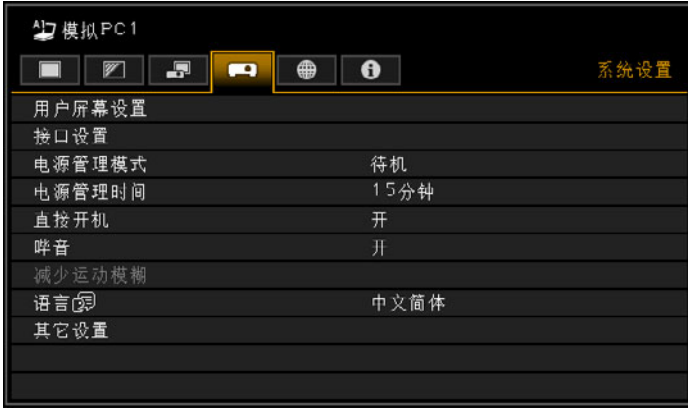 模拟PC1
系统设置
用户屏幕设置
接口设置
电源管理模式 待机
电源管理时间 15分钟
直接开机 开
哔音 开
减少运动模糊
语言 中文简体
其它设置